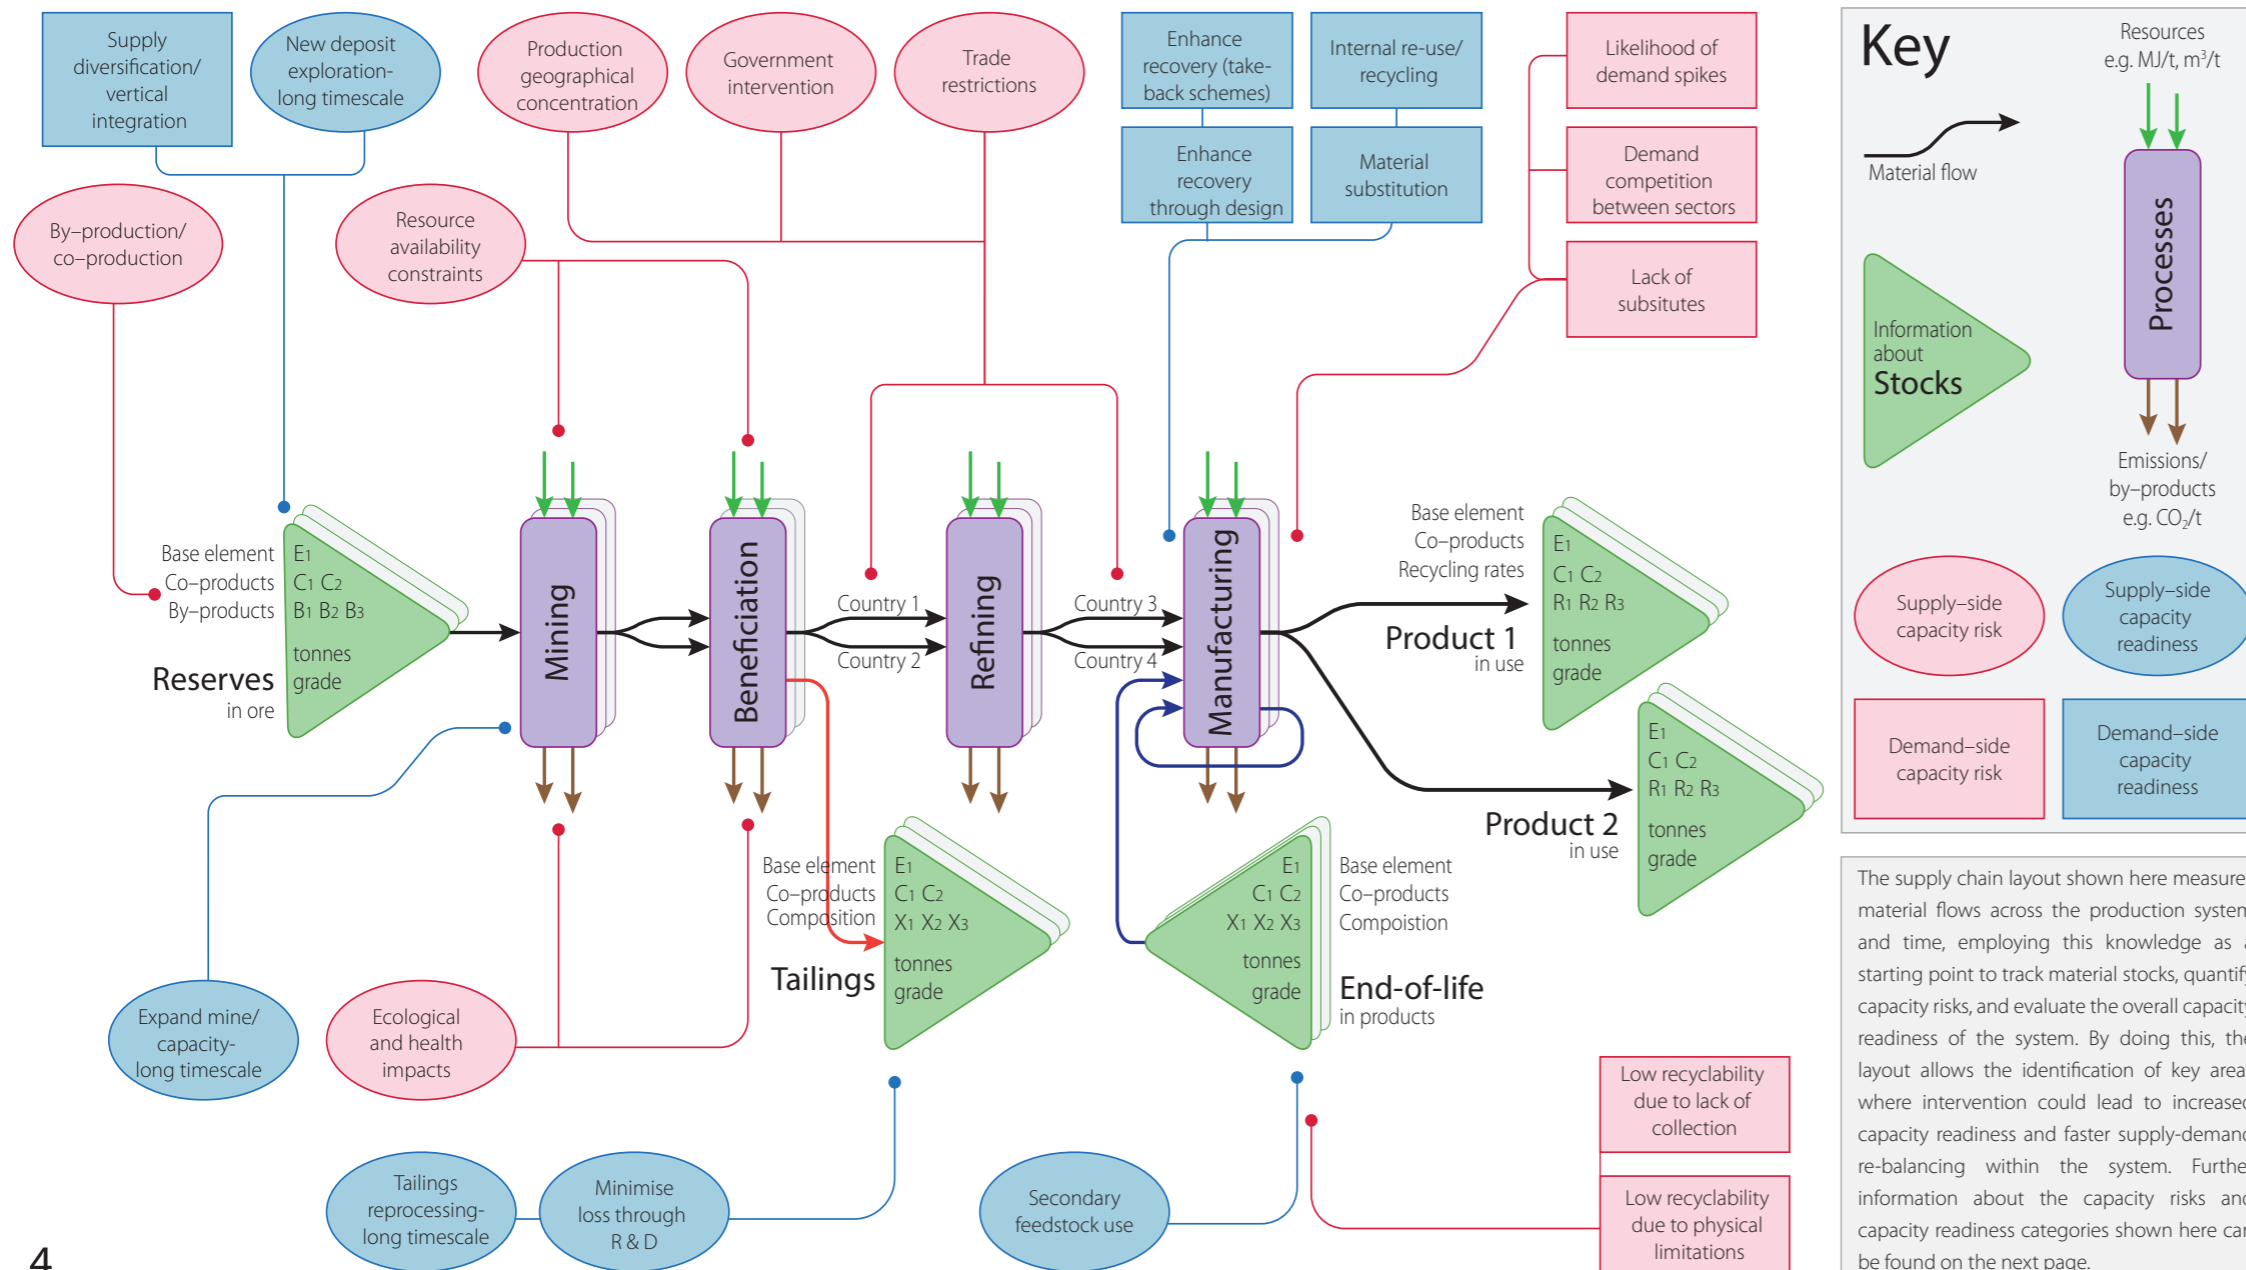 Supply
diversification/
vertical
integration
New deposit
exploration-
long timescale
Production
geographical
concentration
Government
intervention
Trade
restrictions
Enhance
recovery (take-
back schemes)
Internal re-use/
recycling
Likelihood of
demand spikes
Enhance
recovery
through design
Material
substitution
Demand
competition
between sectors
By–production/
co–production
Resource
availability
constraints
Lack of
subsitutes
Base element
Co–products
By–products
E1
C1 C2
B1 B2 B3
tonnes
grade
Reserves
in ore
Mining
Beneficiation
Country 1
Country 2
Refining
Country 3
Country 4
Manufacturing
Base element
Co–products
Recycling rates
E1
C1 C2
R1 R2 R3
tonnes
grade
Product 1
in use
E1
C1 C2
R1 R2 R3
tonnes
grade
Product 2
in use
Base element
Co–products
Composition
E1
C1 C2
X1 X2 X3
tonnes
grade
Tailings
E1
C1 C2
X1 X2 X3
tonnes
grade
Base element
Co–products
Compoistion
End-of-life
in products
Expand mine/
capacity-
long timescale
Ecological
and health
impacts
Tailings
reprocessing-
long timescale
Minimise
loss through
R & D
Secondary
feedstock use
Low recyclability
due to lack of
collection
Low recyclability
due to physical
limitations
4
Key
Resources
e.g. MJ/t, m³/t
Material flow
Processes
Information
about
Stocks
Emissions/
by–products
e.g. CO₂/t
Supply–side
capacity risk
Supply–side
capacity
readiness
Demand–side
capacity risk
Demand–side
capacity
readiness
The supply chain layout shown here measure
material flows across the production system
and time, employing this knowledge as a
starting point to track material stocks, quantify
capacity risks, and evaluate the overall capacity
readiness of the system. By doing this, the
layout allows the identification of key area
where intervention could lead to increased
capacity readiness and faster supply-demand
re-balancing within the system. Furthe
information about the capacity risks and
capacity readiness categories shown here can
be found on the next page.